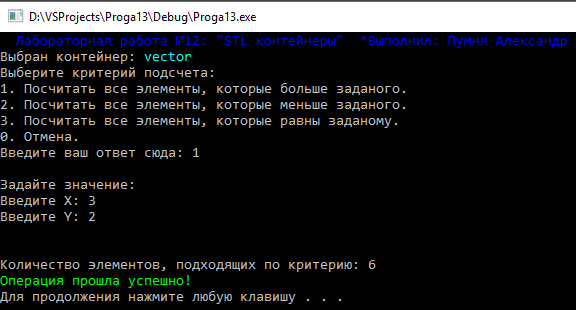 D:\VSProjects\Proga13\Debug\Proga13.exe
Лабораторная работа №12: "STL контейнеры" *Выполнил: Пумнл Александр
Выбран контейнер: vector
Выберите критерий подсчета:
1. Посчитать все элементы, которые больше заданого.
2. Посчитать все элементы, которые меньше заданого.
3. Посчитать все элементы, которые равны заданому.
0. Отмена.
Введите ваш ответ сюда: 1
Задайте значение:
Введите X: 3
Введите Y: 2
Количество элементов, подходящих по критерию: 6
Операция прошла успешно!
Для продолжения нажмите любую клавишу . . .